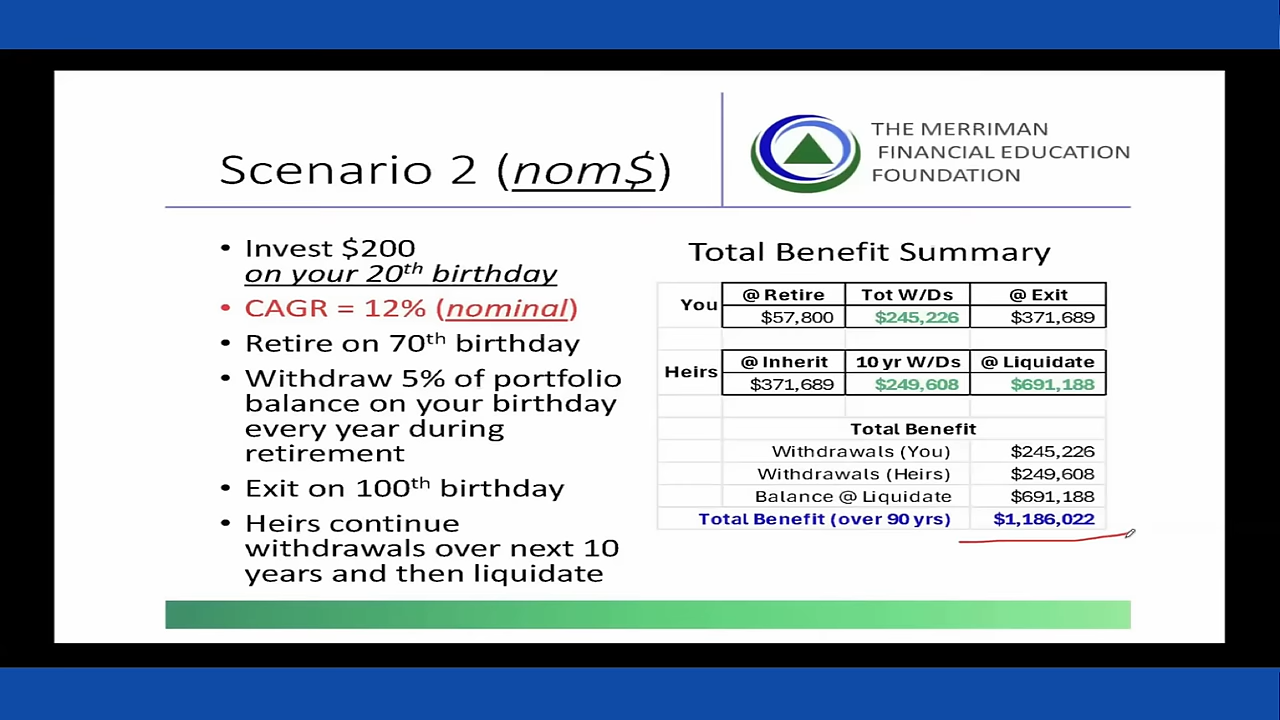 THE MERRIMAN
FINANCIAL EDUCATION
FOUNDATION
Scenario 2 (nom$)
• Invest $200
on your 20th birthday
• CAGR = 12% (nominal)
• Retire on 70th birthday
• Withdraw 5% of portfolio
balance on your birthday
every year during
retirement
• Exit on 100th birthday
• Heirs continue
withdrawals over next 10
years and then liquidate
Total Benefit Summary
You @ Retire Tot W/Ds @ Exit
$57,800 $245,226 $371,689
Heirs @ Inherit 10 yr W/Ds @ Liquidate
$371,689 $249,608 $691,188
Total Benefit
Withdrawals (You) $245,226
Withdrawals (Heirs) $249,608
Balance @ Liquidate $691,188
Total Benefit (over 90 yrs) $1,186,022